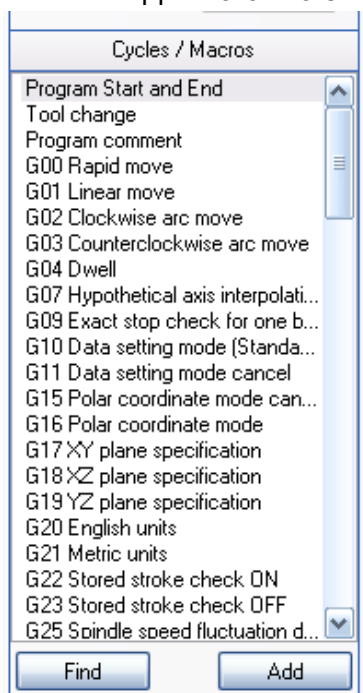 Cycles / Macros
Program Start and End
Tool change
Program comment
G00 Rapid move
G01 Linear move
G02 Clockwise arc move
G03 Counterclockwise arc move
G04 Dwell
G07 Hypothetical axis interpolati...
G09 Exact stop check for one b...
G10 Data setting mode (Standa...
G11 Data setting mode cancel
G15 Polar coordinate mode can...
G16 Polar coordinate mode
G17 XY plane specification
G18 XZ plane specification
G19 YZ plane specification
G20 English units
G21 Metric units
G22 Stored stroke check ON
G23 Stored stroke check OFF
G25 Spindle speed fluctuation d...
Find Add